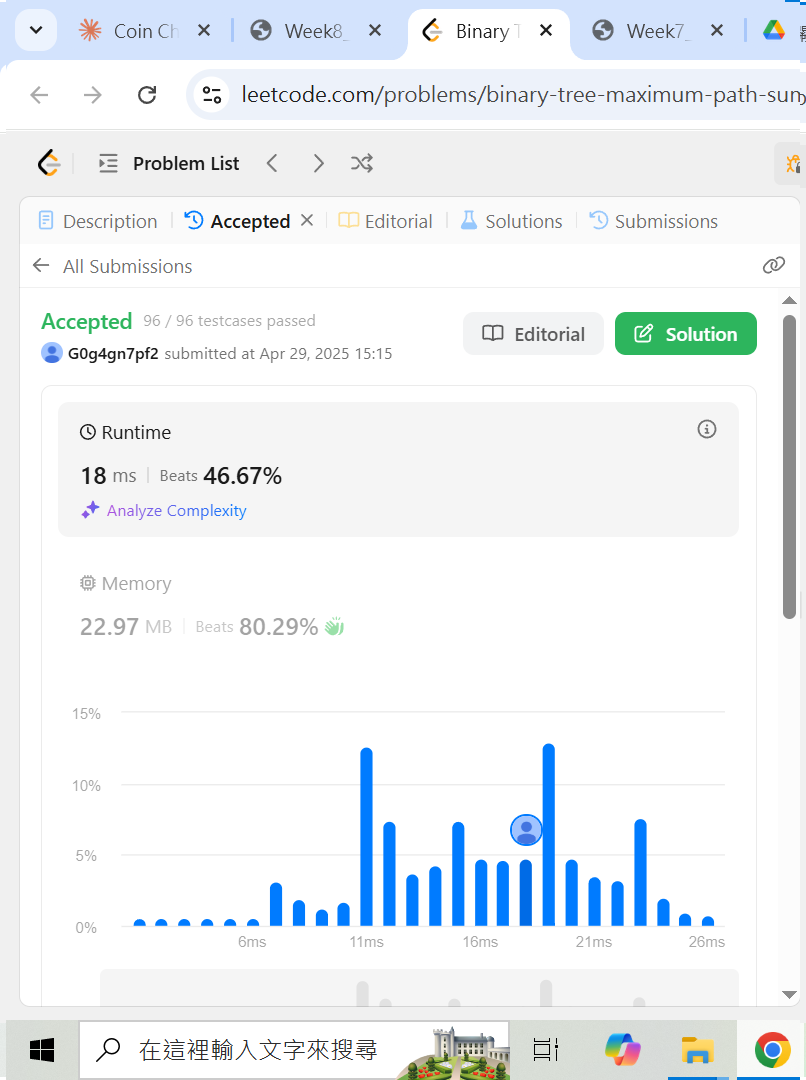 Coin Ch
Week8_
Binary T
Week7_
leetcode.com/problems/binary-tree-maximum-path-sum
Problem List
Description
Accepted
Editorial
Solutions
Submissions
All Submissions
Accepted 96 / 96 testcases passed
G0g4gn7pf2 submitted at Apr 29, 2025 15:15
Editorial
Solution
Runtime
18 ms Beats 46.67%
Analyze Complexity
Memory
22.97 MB Beats 80.29%
15%
10%
5%
0%
6ms 11ms 16ms 21ms 26ms
在這裡輸入文字來搜尋